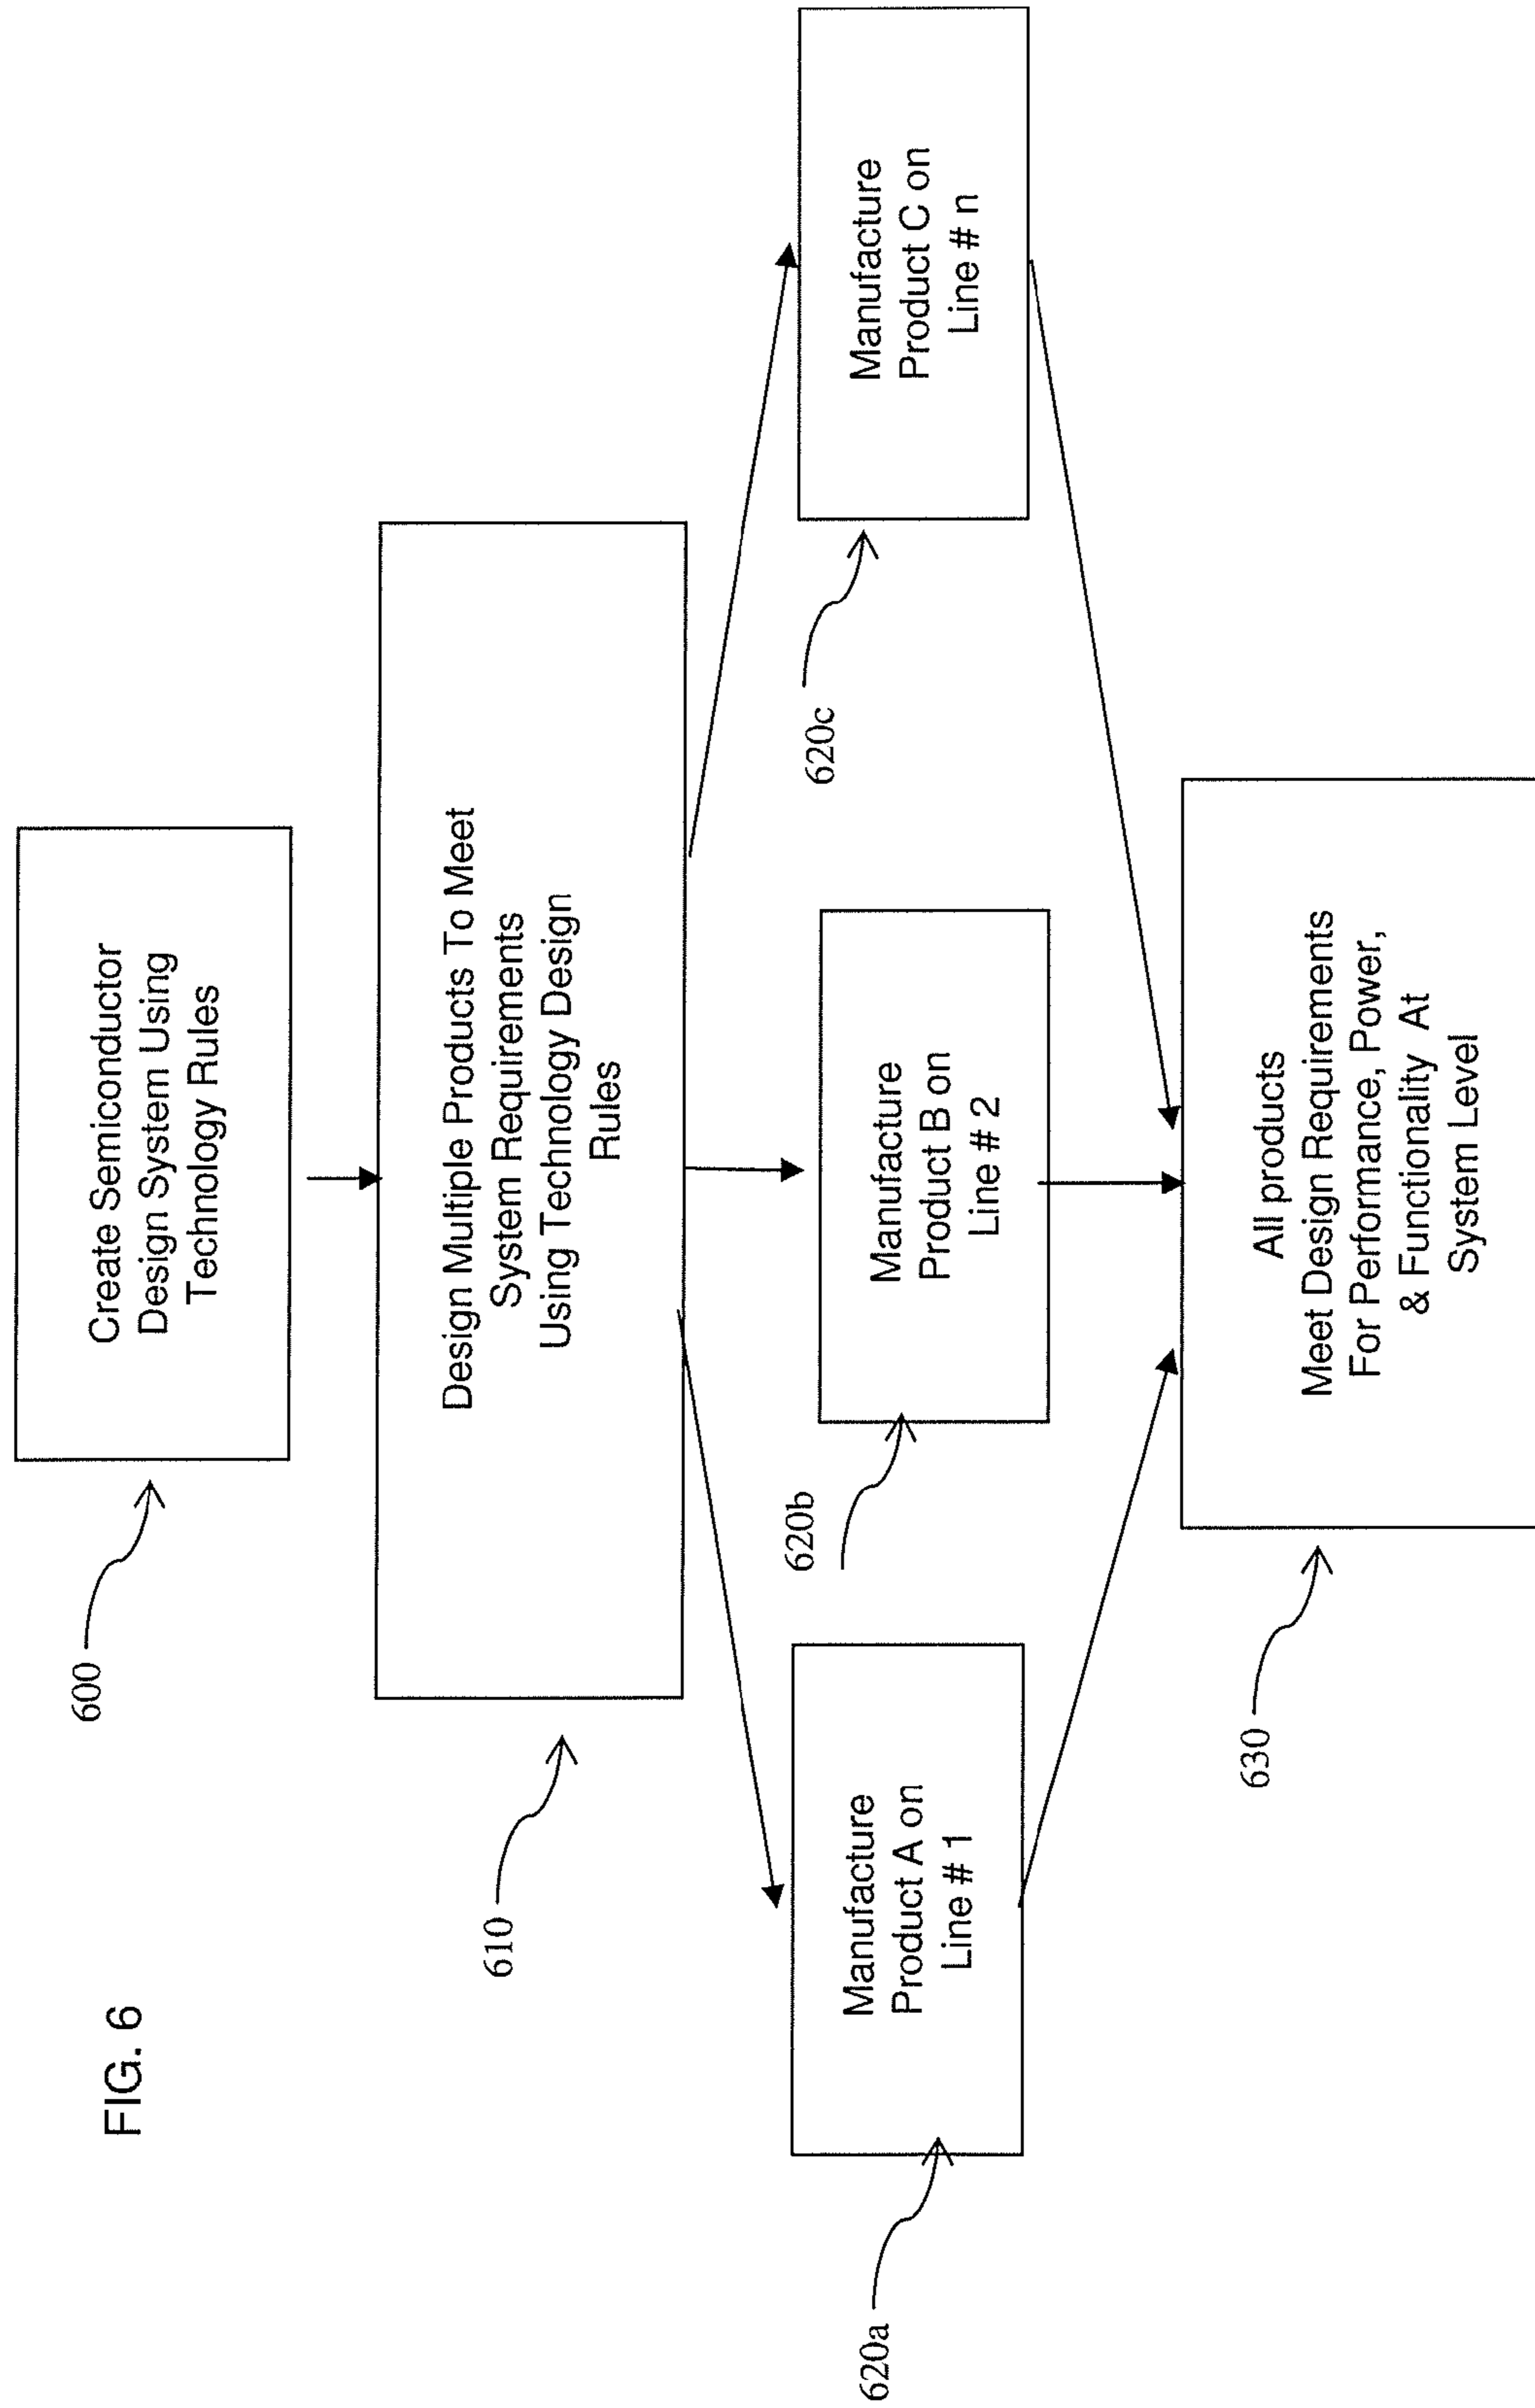 FIG. 6
600
Create Semiconductor
Design System Using
Technology Rules
610
Design Multiple Products To Meet
System Requirements
Using Technology Design
Rules
620a
Manufacture
Product A on
Line # 1
620b
Manufacture
Product B on
Line # 2
620c
Manufacture
Product C on
Line # n
630
All products
Meet Design Requirements
For Performance, Power,
& Functionality At
System Level